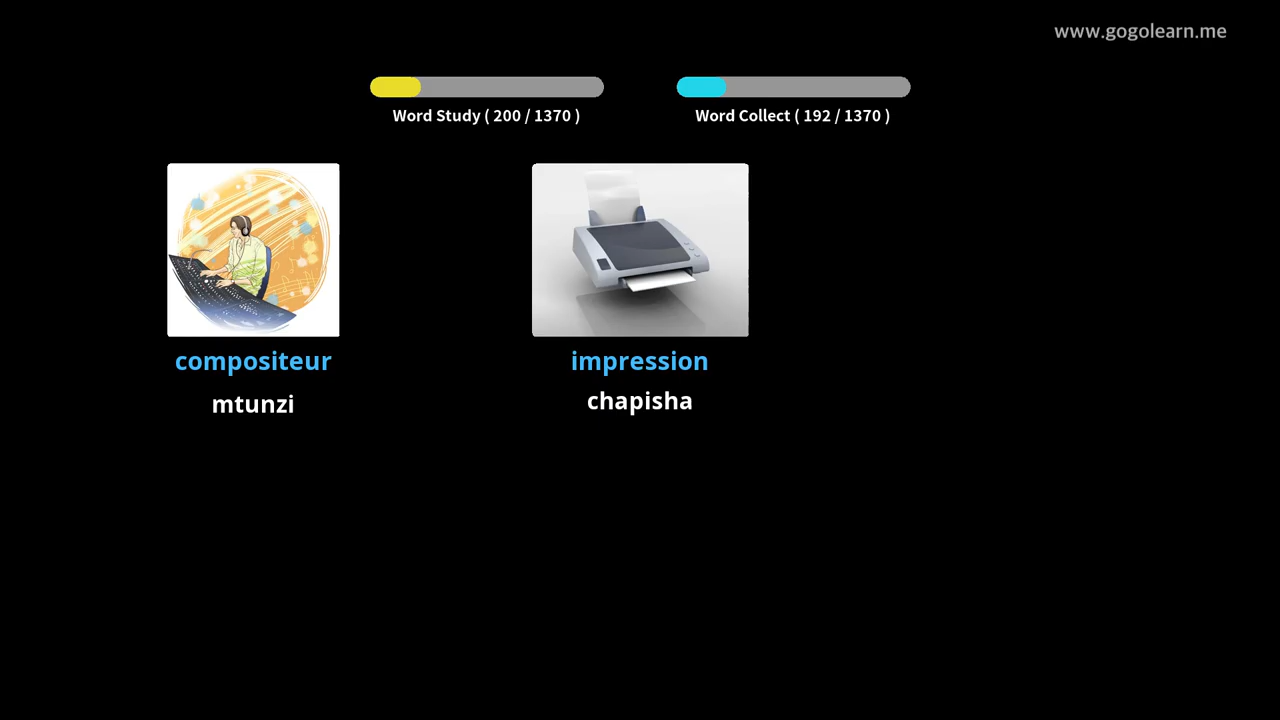 www.gogolearn.me
Word Study ( 200 / 1370 )
Word Collect ( 192 / 1370 )
compositeur
mtunzi
impression
chapisha